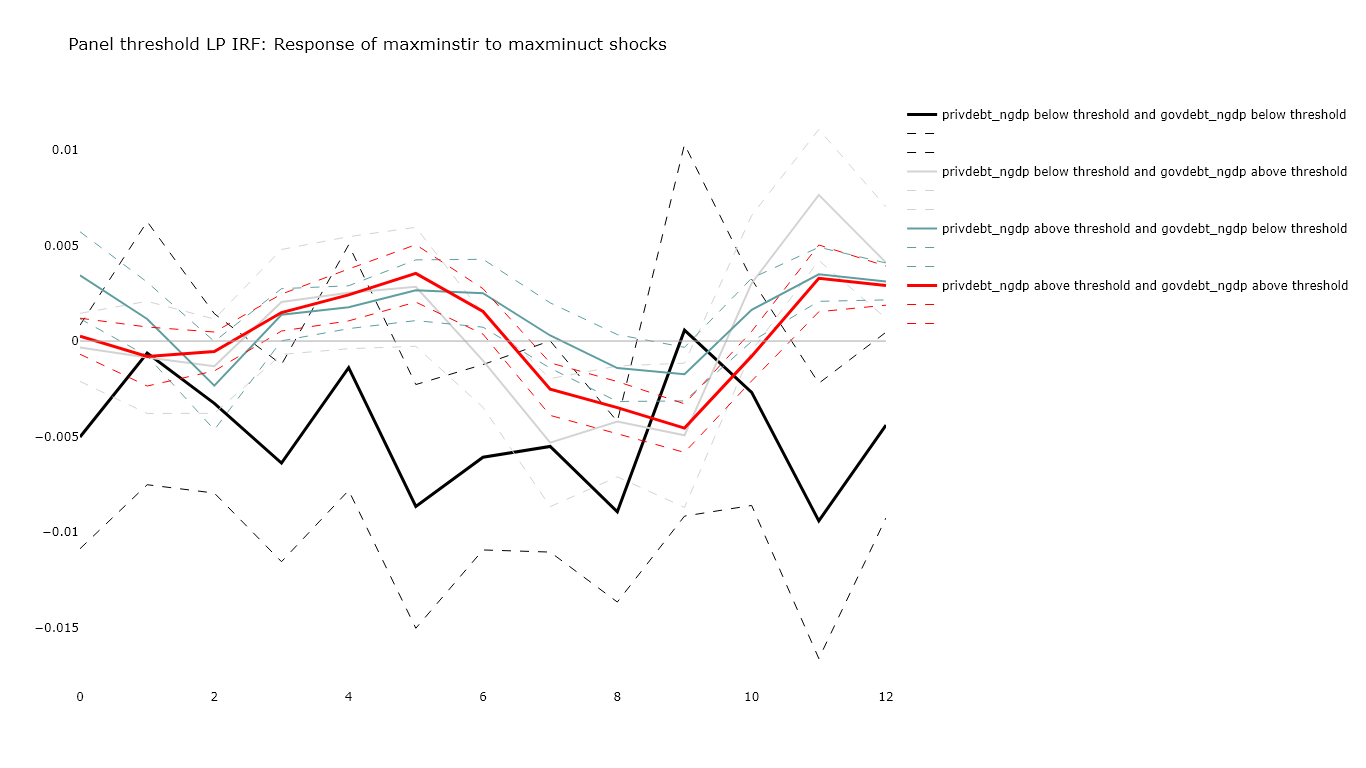 Panel threshold LP IRF: Response of maxminstir to maxminuct shocks
privdebt_ngdp below threshold and govdebt_ngdp below threshold
privdebt_ngdp below threshold and govdebt_ngdp above threshold
privdebt_ngdp above threshold and govdebt_ngdp below threshold
privdebt_ngdp above threshold and govdebt_ngdp above threshold
0.01
0.005
0
−0.005
−0.01
−0.015
0 2 4 6 8 10 12